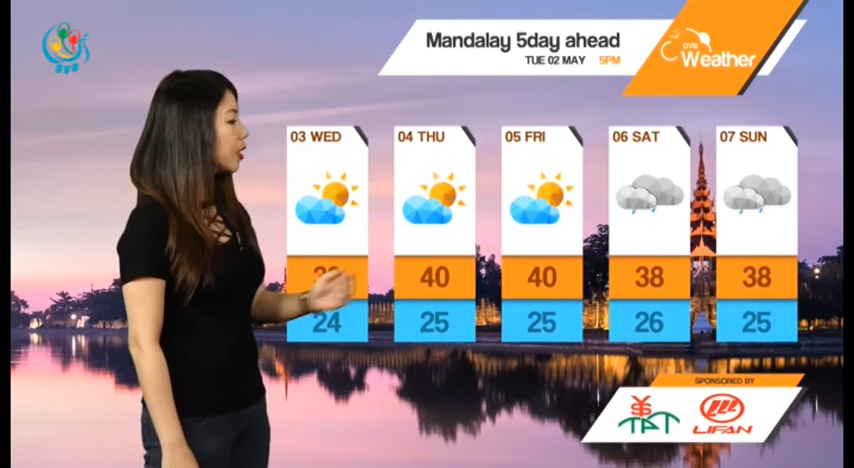 DVB
Mandalay 5day ahead
TUE 02 MAY 5PM
DVB
Weather
03 WED
04 THU
05 FRI
06 SAT
07 SUN
40
40
38
38
24
25
25
26
25
SPONSORED BY
TPT
LIFAN